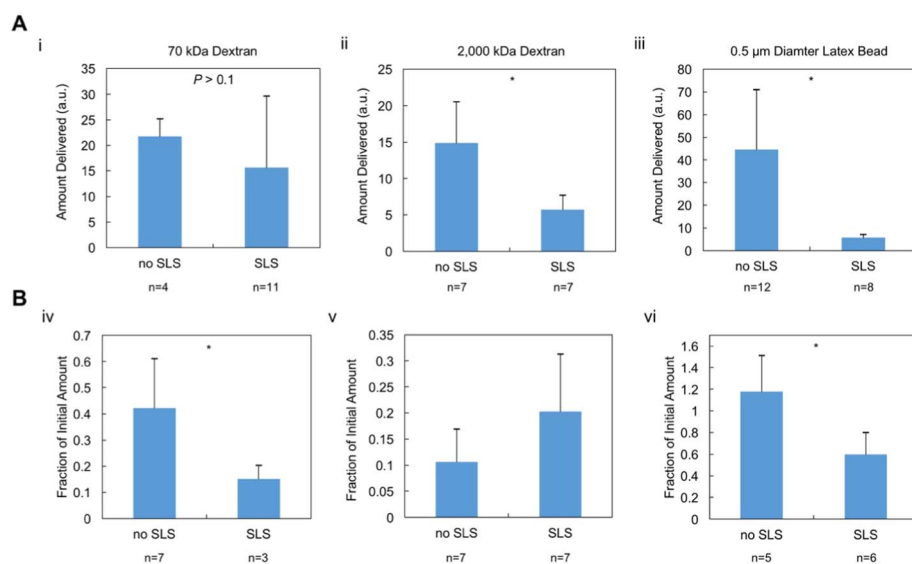 A
i
70 kDa Dextran
P > 0.1
Amount Delivered (a.u.)
35
30
25
20
15
10
5
0
no SLS SLS
n=4 n=11
ii
2,000 kDa Dextran
*
Amount Delivered (a.u.)
25
20
15
10
5
0
no SLS SLS
n=7 n=7
iii
0.5 µm Diamter Latex Bead
*
Amount Delivered (a.u.)
80
70
60
50
40
30
20
10
0
no SLS SLS
n=12 n=8
B
iv
*
Fraction of Initial Amount
0.7
0.6
0.5
0.4
0.3
0.2
0.1
0
no SLS SLS
n=7 n=3
v
Fraction of Initial Amount
0.35
0.3
0.25
0.2
0.15
0.1
0.05
0
no SLS SLS
n=7 n=7
vi
*
Fraction of Initial Amount
1.6
1.4
1.2
1
0.8
0.6
0.4
0.2
0
no SLS SLS
n=5 n=6